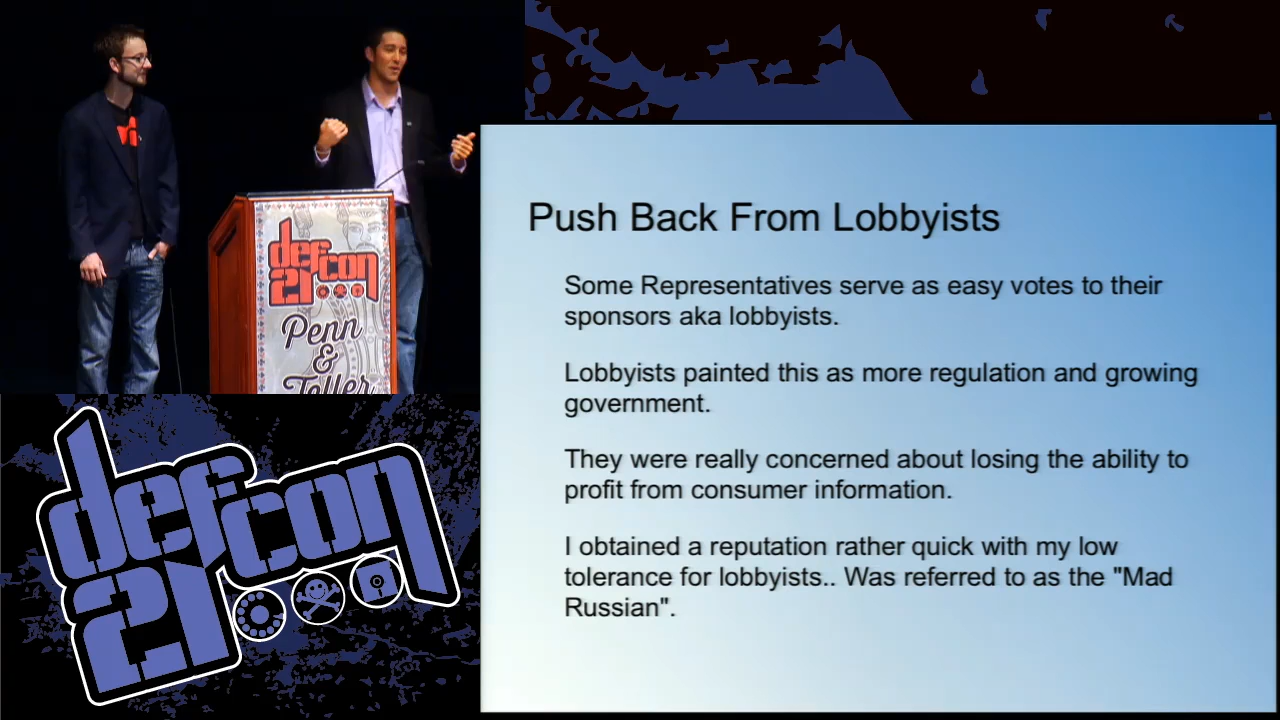 defcon
21
Penn
&
Teller
Push Back From Lobbyists
Some Representatives serve as easy votes to their
sponsors aka lobbyists.
Lobbyists painted this as more regulation and growing
government.
They were really concerned about losing the ability to
profit from consumer information.
I obtained a reputation rather quick with my low
tolerance for lobbyists.. Was referred to as the "Mad
Russian".
defcon
21